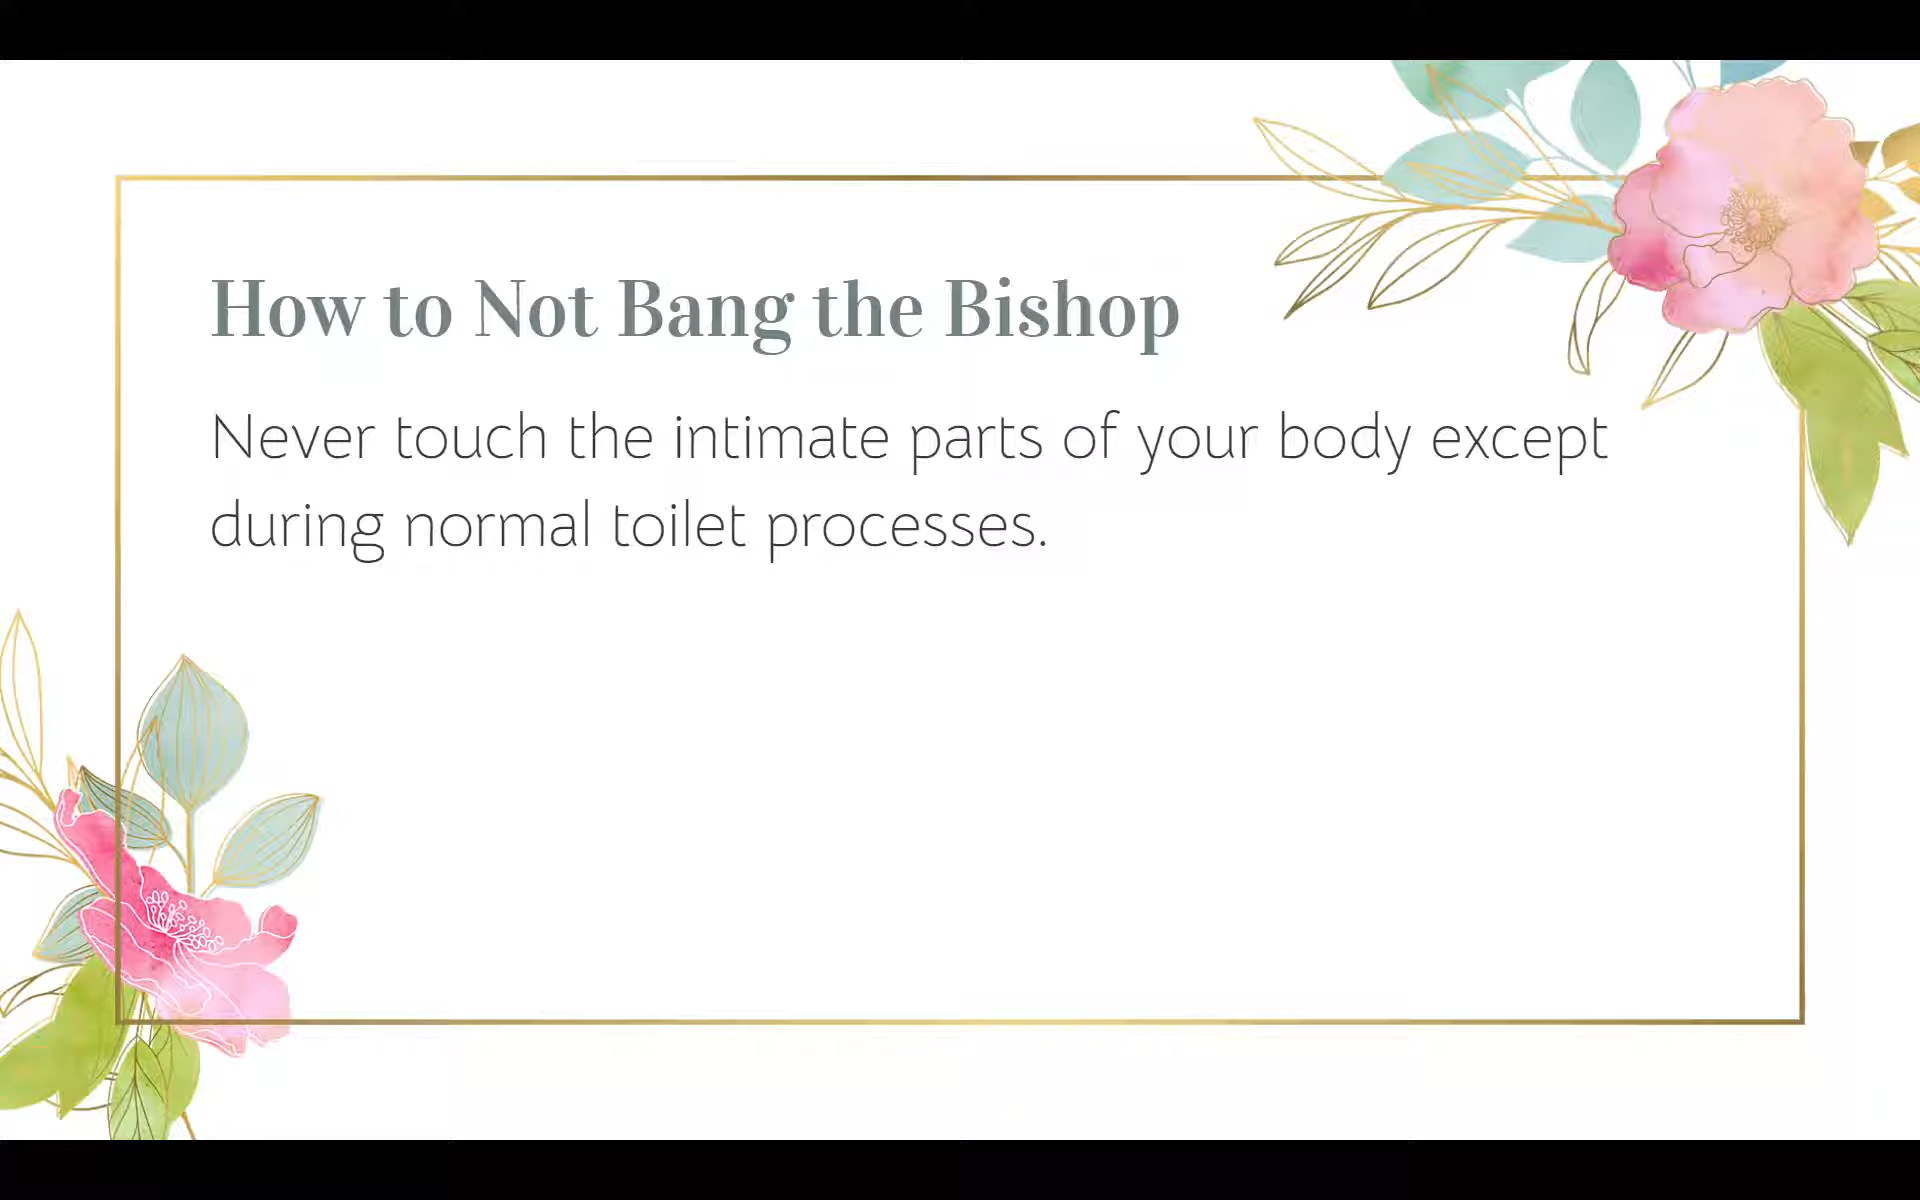 How to Not Bang the Bishop
Never touch the intimate parts of your body except
during normal toilet processes.